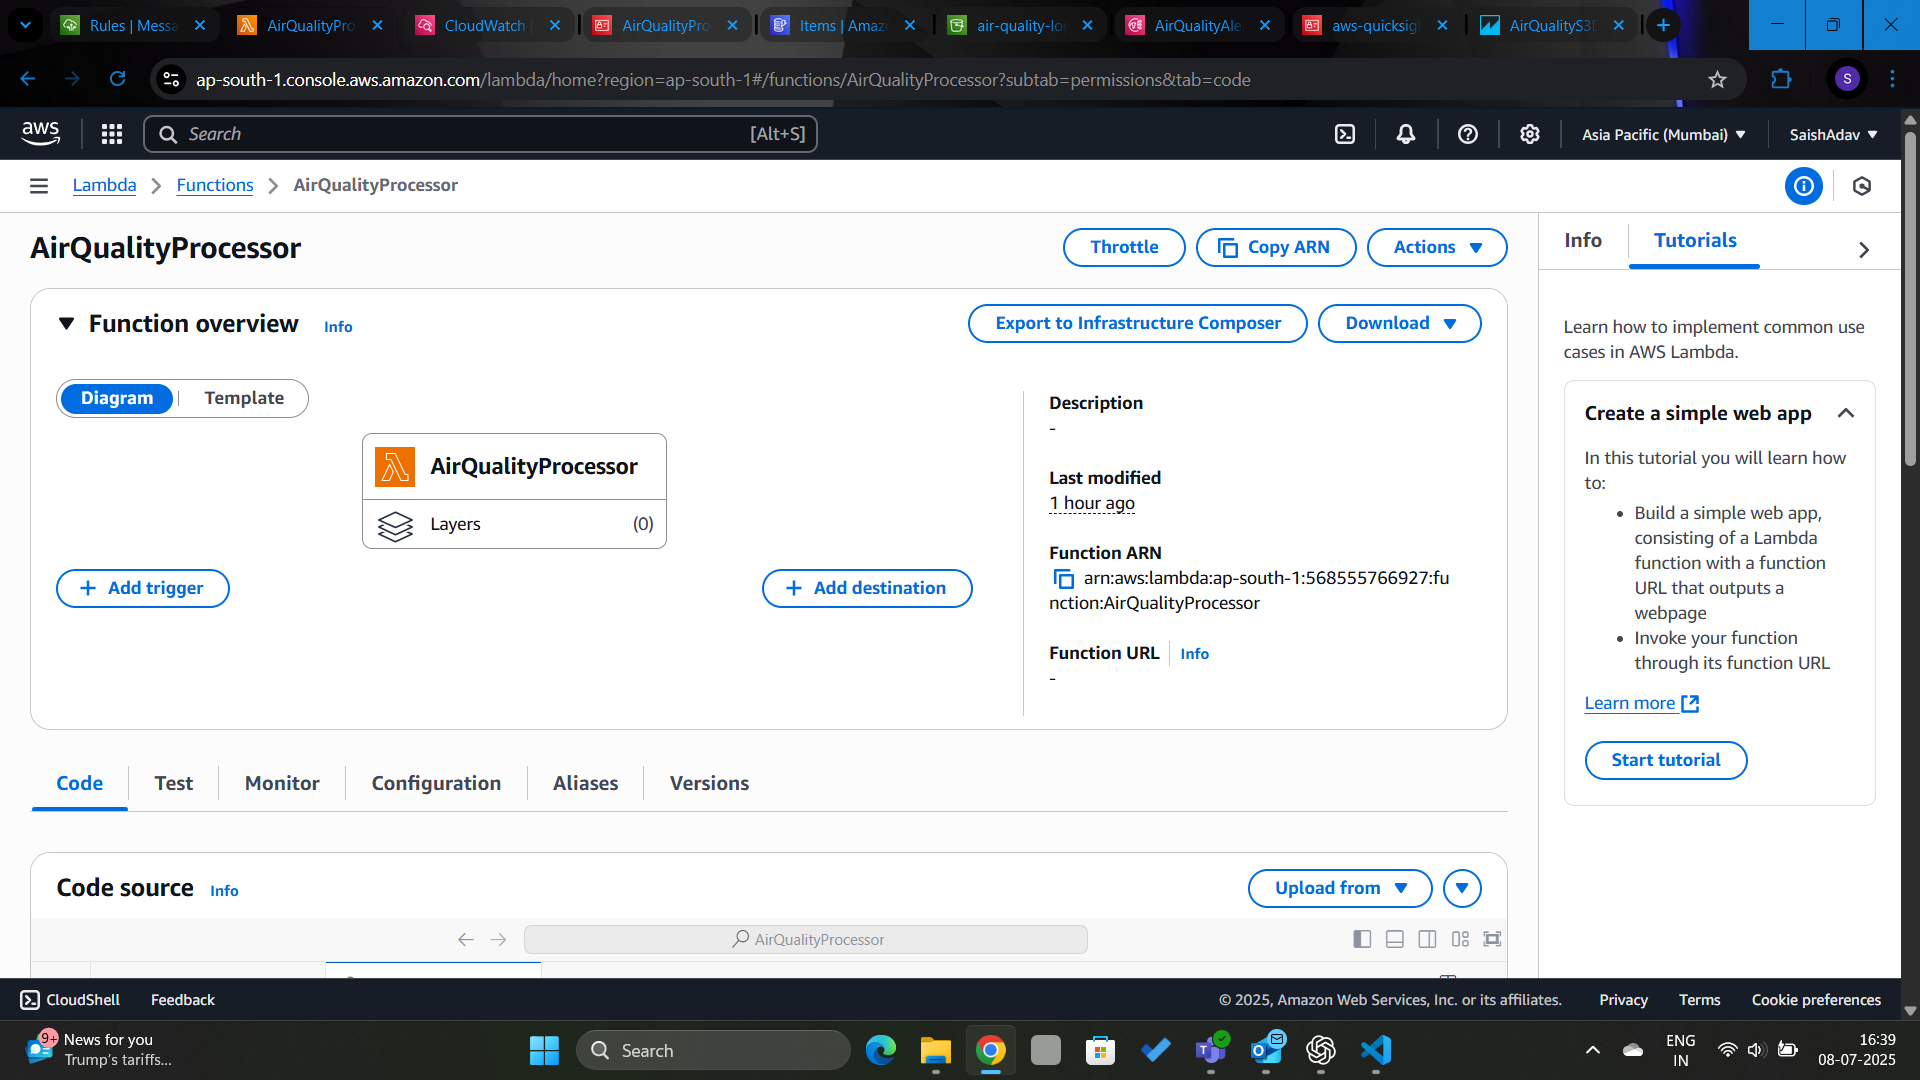 Rules | Messa
AirQualityPro
CloudWatch
AirQualityPro
Items | Amaz
air-quality-lo
AirQualityAle
aws-quicksigh
AirQualityS3
ap-south-1.console.aws.amazon.com/lambda/home?region=ap-south-1#/functions/AirQualityProcessor?subtab=permissions&tab=code
S
aws
Search
[Alt+S]
Asia Pacific (Mumbai)
SaishAdav
Lambda
Functions
AirQualityProcessor
AirQualityProcessor
Throttle
Copy ARN
Actions
Info
Tutorials
Function overview
Info
Export to Infrastructure Composer
Download
Diagram
Template
AirQualityProcessor
Layers
(0)
+ Add trigger
+ Add destination
Description
-
Last modified
1 hour ago
Function ARN
arn:aws:lambda:ap-south-1:568555766927:fu
nction:AirQualityProcessor
Function URL
Info
-
Learn how to implement common use
cases in AWS Lambda.
Create a simple web app
In this tutorial you will learn how
to:
• Build a simple web app,
consisting of a Lambda
function with a function
URL that outputs a
webpage
• Invoke your function
through its function URL
Learn more
Start tutorial
Code
Test
Monitor
Configuration
Aliases
Versions
Code source
Info
Upload from
AirQualityProcessor
CloudShell
Feedback
© 2025, Amazon Web Services, Inc. or its affiliates.
Privacy
Terms
Cookie preferences
9+
News for you
Trump's tariffs...
Search
ENG
IN
16:39
08-07-2025